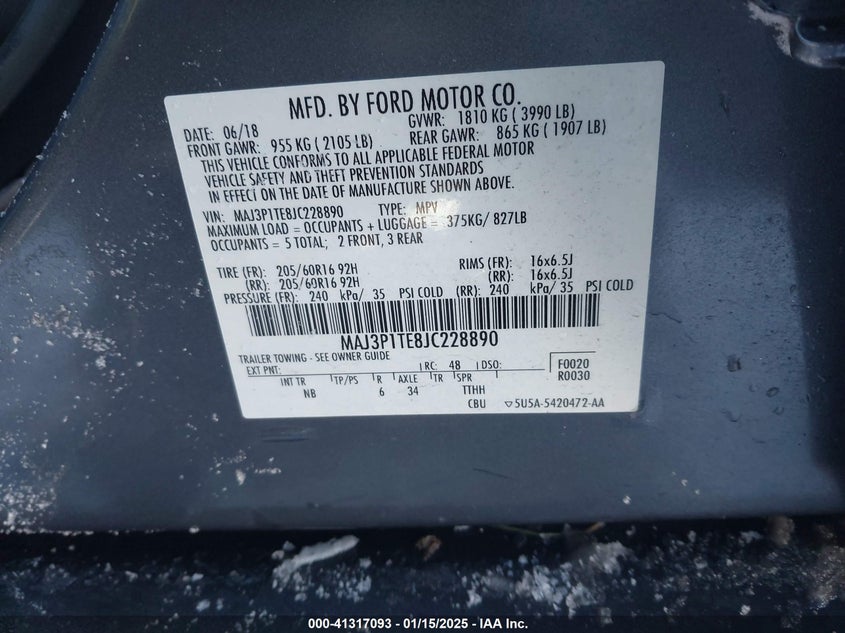 MFD. BY FORD MOTOR CO.
DATE: 06/18 GVWR: 1810 KG ( 3990 LB)
FRONT GAWR: 955 KG ( 2105 LB) REAR GAWR: 865 KG ( 1907 LB)
THIS VEHICLE CONFORMS TO ALL APPLICABLE FEDERAL MOTOR
VEHICLE SAFETY AND THEFT PREVENTION STANDARDS
IN EFFECT ON THE DATE OF MANUFACTURE SHOWN ABOVE.
VIN: MAJ3P1TE8JC228890 TYPE: MPV
MAXIMUM LOAD = OCCUPANTS + LUGGAGE = 375KG/ 827LB
OCCUPANTS = 5 TOTAL; 2 FRONT, 3 REAR
TIRE (FR): 205/60R16 92H RIMS (FR): 16x6.5J
(RR): 205/60R16 92H (RR): 16x6.5J
PRESSURE (FR): 240 kPa/ 35 PSI COLD (RR): 240 kPa/ 35 PSI COLD
MAJ3P1TE8JC228890
TRAILER TOWING - SEE OWNER GUIDE
EXT PNT: RC: 48 DSO: F0020
R0030
INT TR TP/PS R AXLE TR SPR
NB 6 34 TTHH
CBU ▽5U5A-5420472-AA
000-41317093 - 01/15/2025 - IAA Inc.